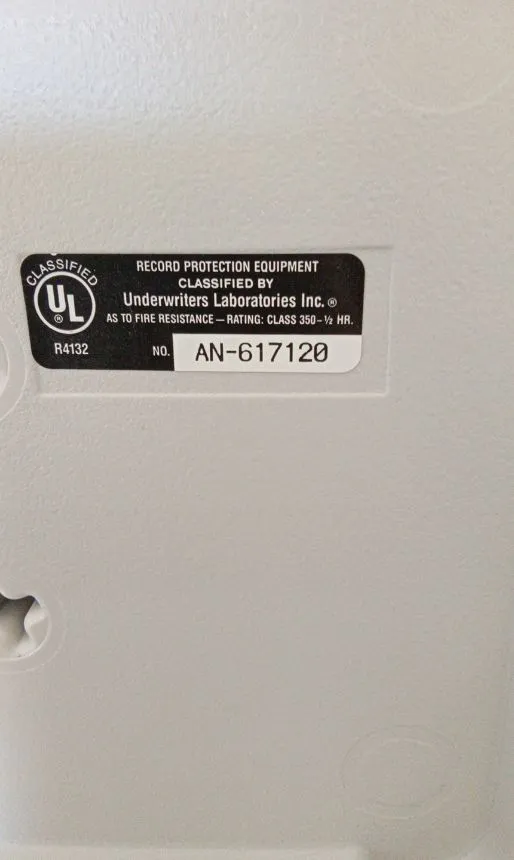 CLASSIFIED
UL®
R4132
RECORD PROTECTION EQUIPMENT
CLASSIFIED BY
Underwriters Laboratories Inc.®
AS TO FIRE RESISTANCE — RATING: CLASS 350-½ HR.
NO. AN-617120